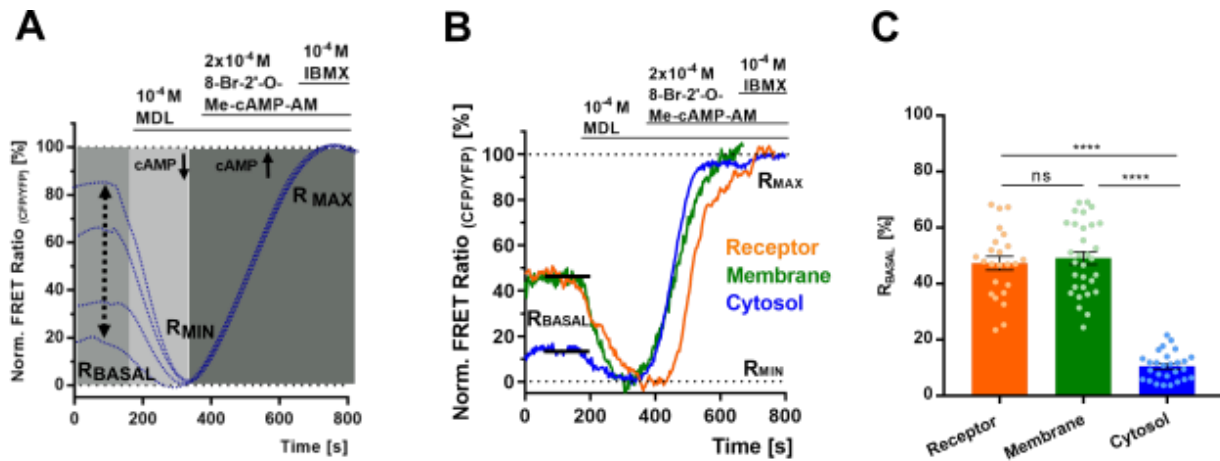 A
10⁻⁴ M
MDL
2x10⁻⁴ M
8-Br-2'-O-
Me-cAMP-AM
10⁻⁴ M
IBMX
Norm. FRET Ratio (CFP/YFP) [%]
100
80
60
40
20
0
cAMP ↓
cAMP ↑
R MAX
RMIN
RBASAL
0
200
400
600
800
Time [s]
B
10⁻⁴ M
MDL
2x10⁻⁴ M
8-Br-2'-O-
Me-cAMP-AM
10⁻⁴ M
IBMX
Norm. FRET Ratio (CFP/YFP) [%]
100
80
60
40
20
0
RMAX
Receptor
Membrane
Cytosol
RBASAL
RMIN
0
200
400
600
800
Time [s]
C
RBASAL [%]
100
80
60
40
20
0
****
ns
****
Receptor
Membrane
Cytosol